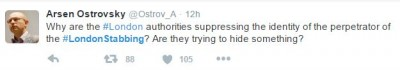 Arsen Ostrovsky @Ostrov_A · 12h
Why are the #London authorities suppressing the identity of the perpetrator of
the #LondonStabbing? Are they trying to hide something?
88 105